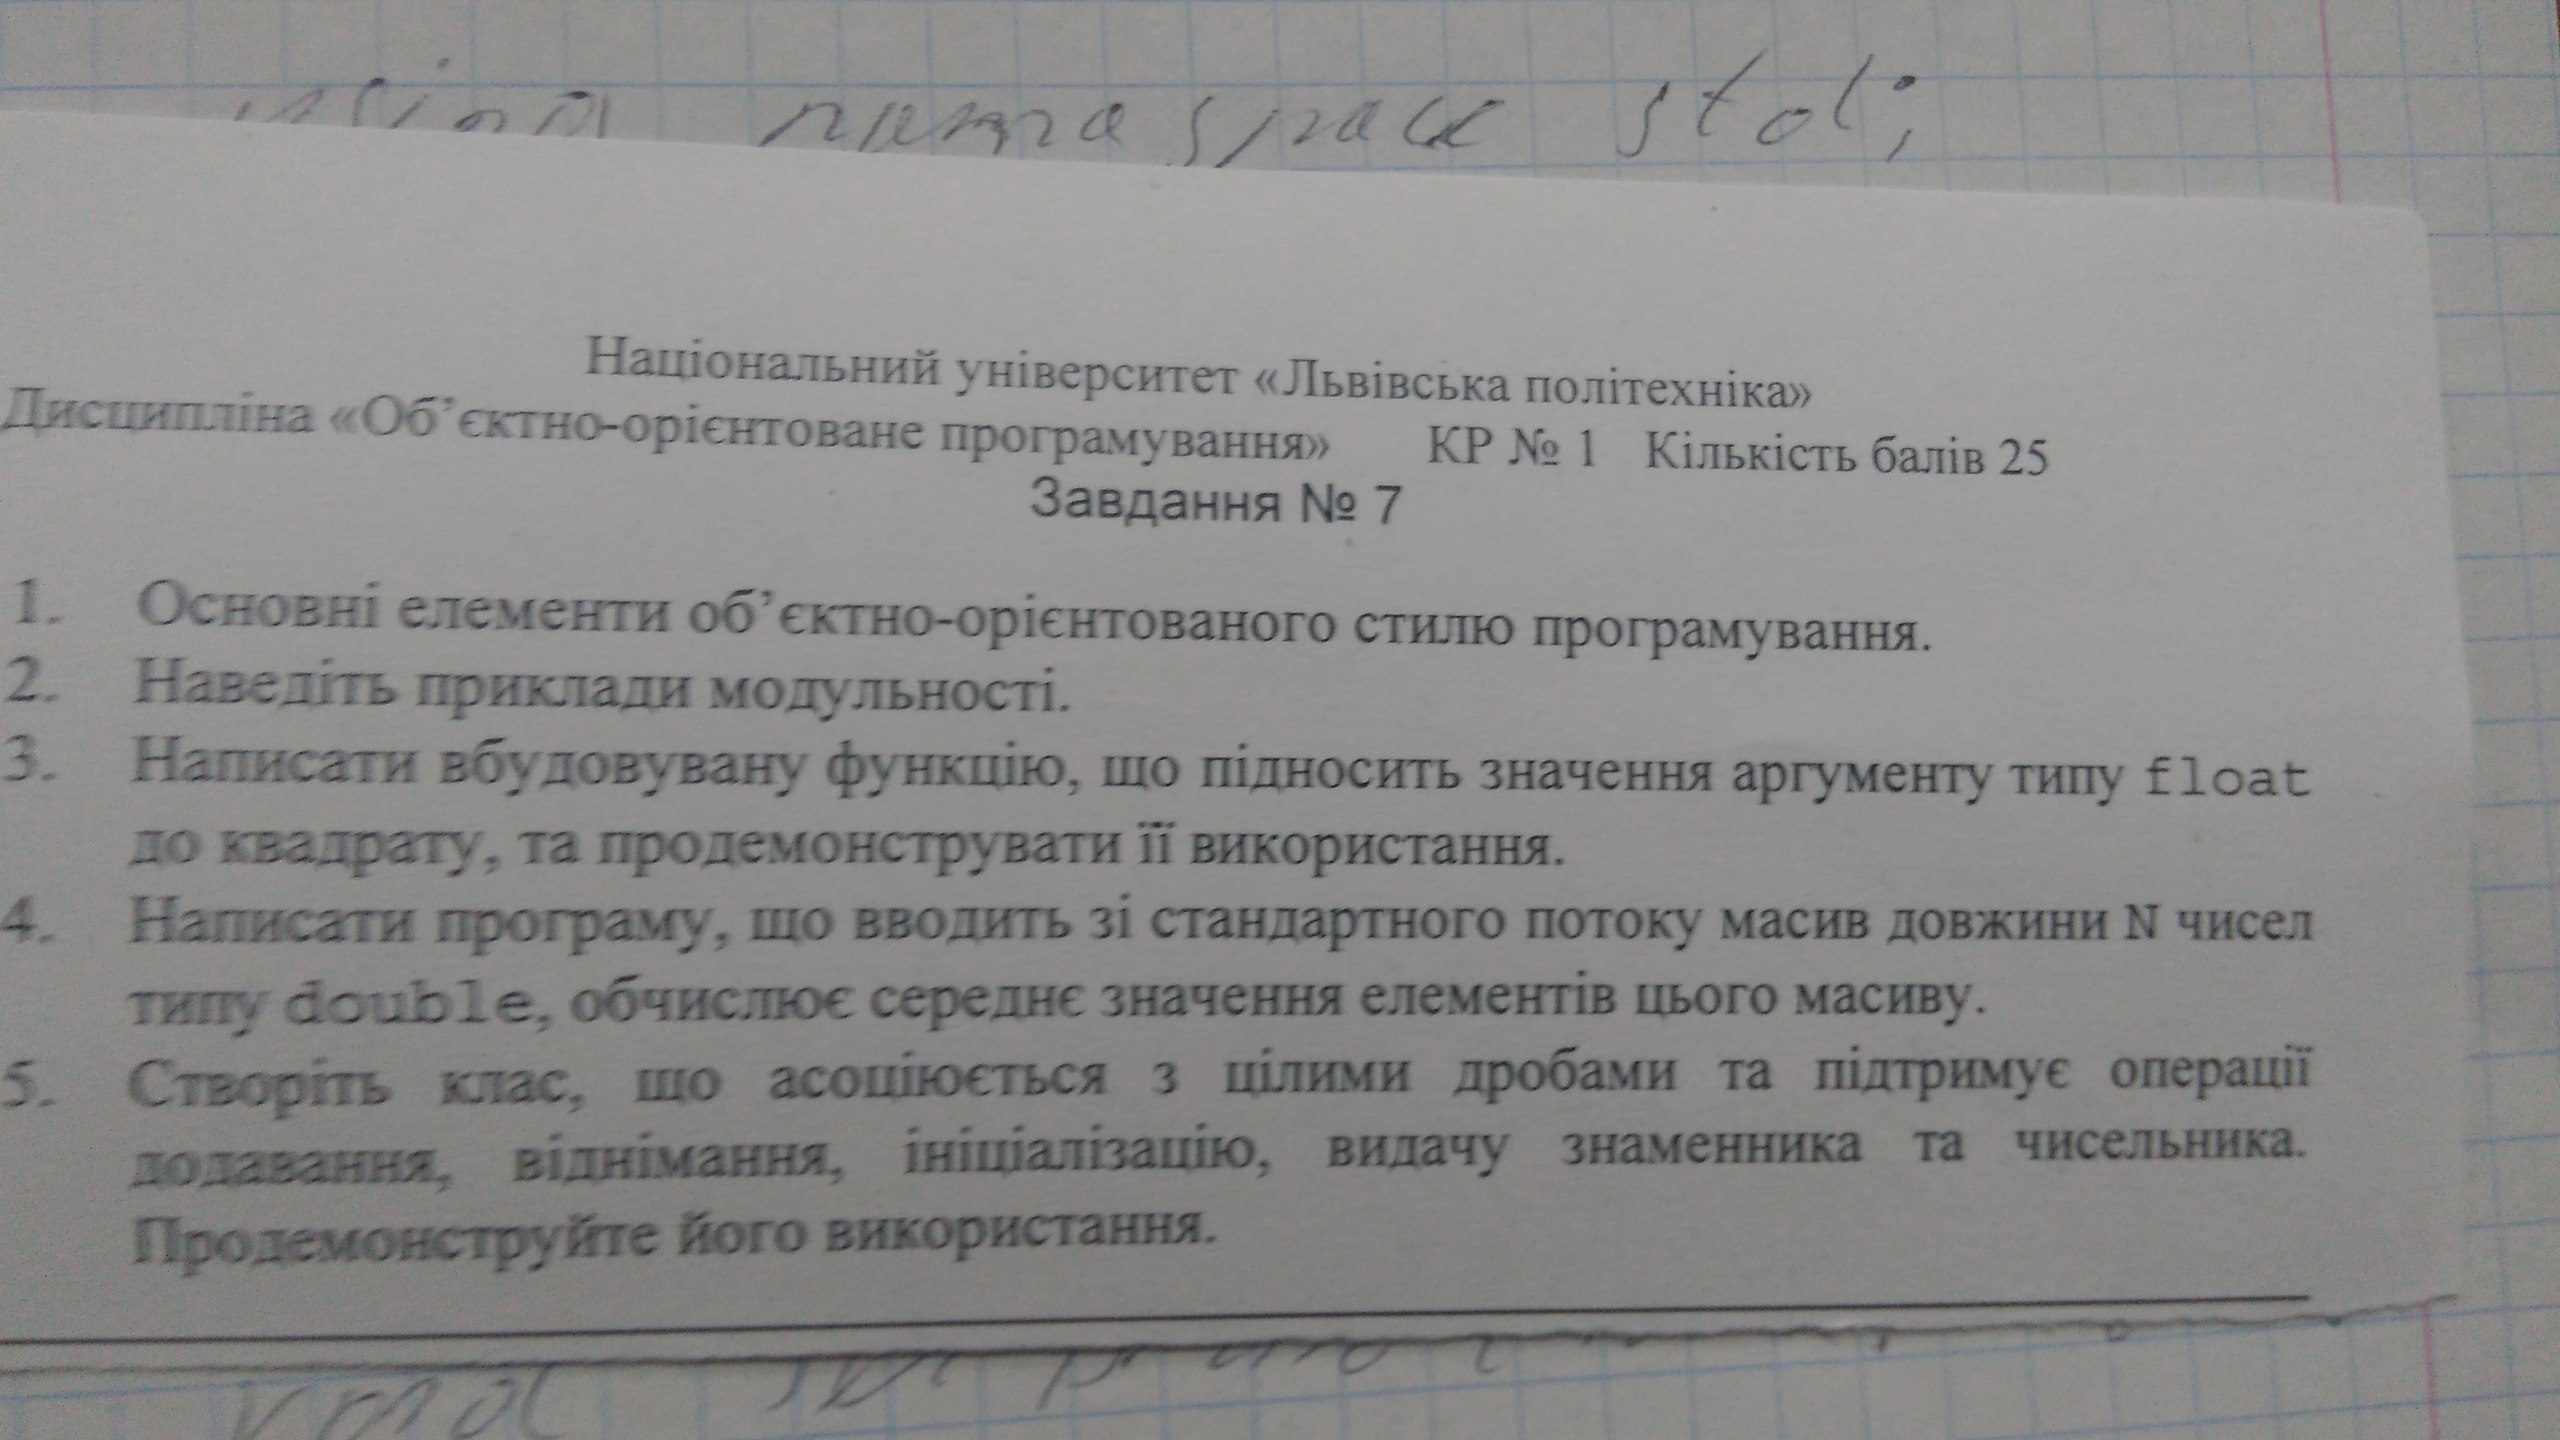 using namespace std;
Національний університет «Львівська політехніка»
Дисципліна «Об’єктно-орієнтоване програмування» КР № 1 Кількість балів 25
Завдання № 7
1. Основні елементи об’єктно-орієнтованого стилю програмування.
2. Наведіть приклади модульності.
3. Написати вбудовувану функцію, що підносить значення аргументу типу float
до квадрату, та продемонструвати її використання.
4. Написати програму, що вводить зі стандартного потоку масив довжини N чисел
типу double, обчислює середнє значення елементів цього масиву.
5. Створіть клас, що асоціюється з цілими дробами та підтримує операції
додавання, віднімання, ініціалізацію, видачу знаменника та чисельника.
Продемонструйте його використання.
void